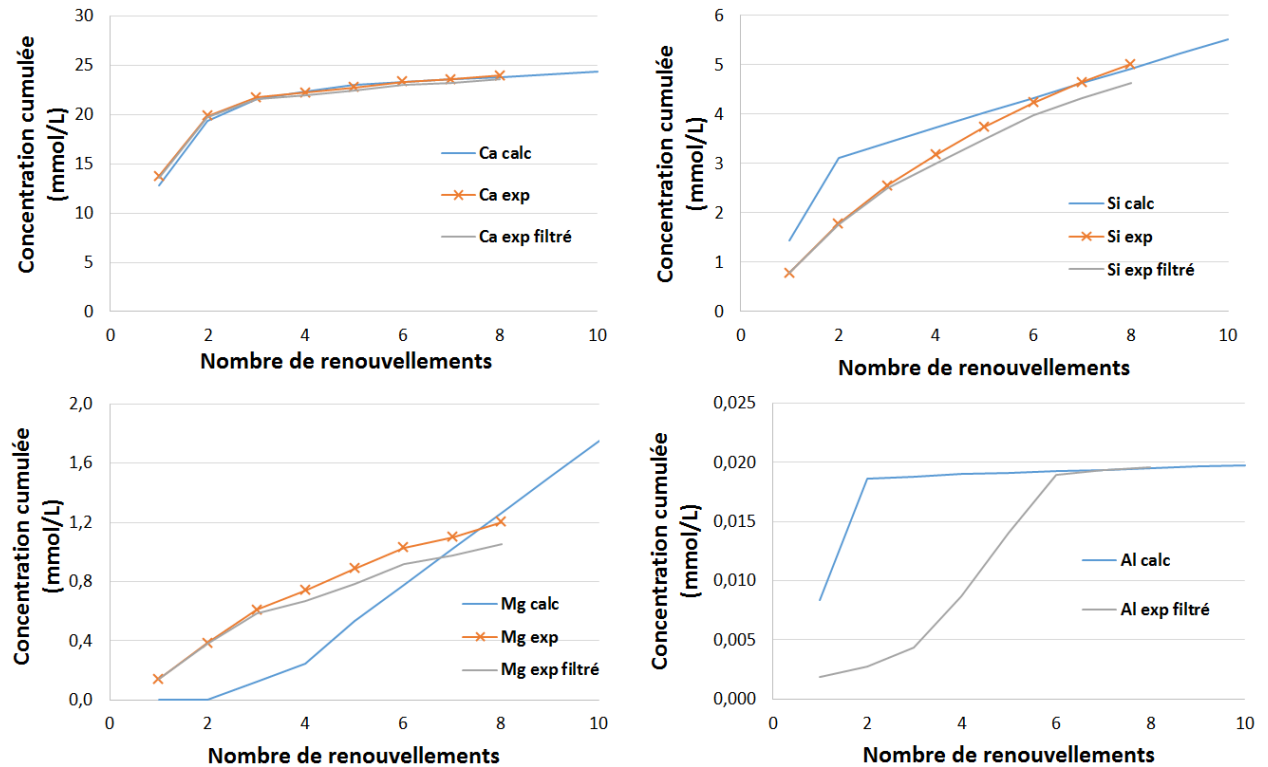 Concentration cumulée
(mmol/L)
30
25
20
15
10
5
0
Ca calc
Ca exp
Ca exp filtré
0 2 4 6 8 10
Nombre de renouvellements
Concentration cumulée
(mmol/L)
6
5
4
3
2
1
0
Si calc
Si exp
Si exp filtré
0 2 4 6 8 10
Nombre de renouvellements
Concentration cumulée
(mmol/L)
2,0
1,6
1,2
0,8
0,4
0,0
Mg calc
Mg exp
Mg exp filtré
0 2 4 6 8 10
Nombre de renouvellements
Concentration cumulée
(mmol/L)
0,025
0,020
0,015
0,010
0,005
0,000
Al calc
Al exp filtré
0 2 4 6 8 10
Nombre de renouvellements